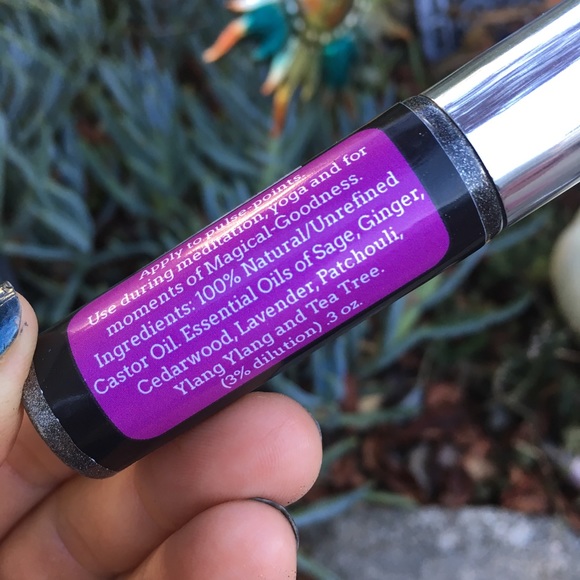 Apply to pulse-points.
Use during meditation, yoga and for
moments of Magical-Goodness.
Ingredients: 100% Natural/Unrefined
Castor Oil. Essential Oils of Sage, Ginger,
Cedarwood, Lavender, Patchouli,
Ylang Ylang and Tea Tree.
(3% dilution) .3 oz.